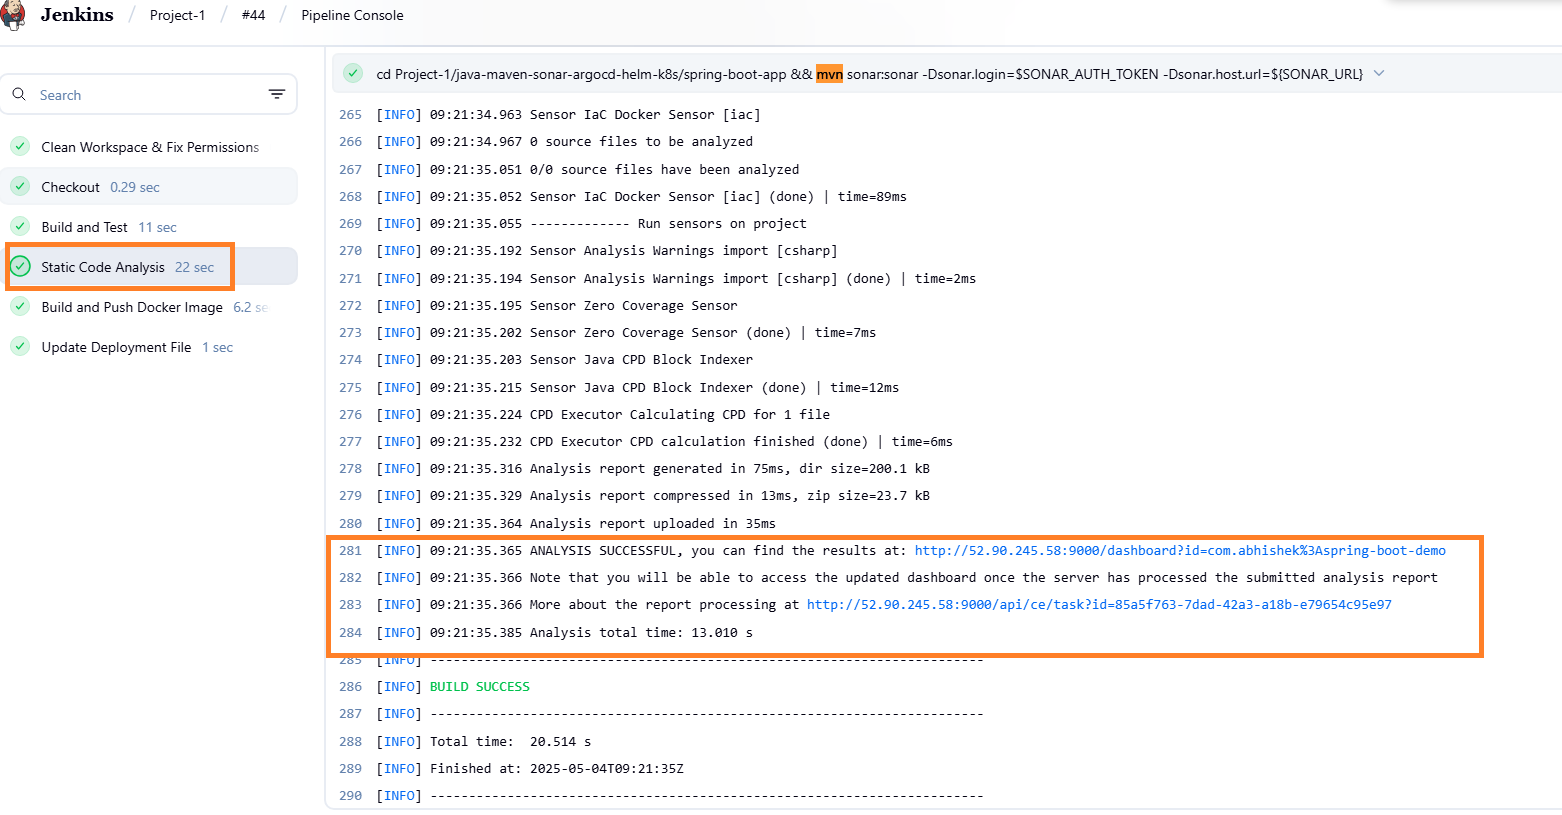 Jenkins / Project-1 / #44 / Pipeline Console
Search
Clean Workspace & Fix Permissions
Checkout 0.29 sec
Build and Test 11 sec
Static Code Analysis 22 sec
Build and Push Docker Image 6.2 se
Update Deployment File 1 sec
cd Project-1/java-maven-sonar-argocd-helm-k8s/spring-boot-app && mvn sonar:sonar -Dsonar.login=$SONAR_AUTH_TOKEN -Dsonar.host.url=${SONAR_URL}
265 [INFO] 09:21:34.963 Sensor IaC Docker Sensor [iac]
266 [INFO] 09:21:34.967 0 source files to be analyzed
267 [INFO] 09:21:35.051 0/0 source files have been analyzed
268 [INFO] 09:21:35.052 Sensor IaC Docker Sensor [iac] (done) | time=89ms
269 [INFO] 09:21:35.055 ------------- Run sensors on project
270 [INFO] 09:21:35.192 Sensor Analysis Warnings import [csharp]
271 [INFO] 09:21:35.194 Sensor Analysis Warnings import [csharp] (done) | time=2ms
272 [INFO] 09:21:35.195 Sensor Zero Coverage Sensor
273 [INFO] 09:21:35.202 Sensor Zero Coverage Sensor (done) | time=7ms
274 [INFO] 09:21:35.203 Sensor Java CPD Block Indexer
275 [INFO] 09:21:35.215 Sensor Java CPD Block Indexer (done) | time=12ms
276 [INFO] 09:21:35.224 CPD Executor Calculating CPD for 1 file
277 [INFO] 09:21:35.232 CPD Executor CPD calculation finished (done) | time=6ms
278 [INFO] 09:21:35.316 Analysis report generated in 75ms, dir size=200.1 kB
279 [INFO] 09:21:35.329 Analysis report compressed in 13ms, zip size=23.7 kB
280 [INFO] 09:21:35.364 Analysis report uploaded in 35ms
281 [INFO] 09:21:35.365 ANALYSIS SUCCESSFUL, you can find the results at: http://52.90.245.58:9000/dashboard?id=com.abhishek%3Aspring-boot-demo
282 [INFO] 09:21:35.366 Note that you will be able to access the updated dashboard once the server has processed the submitted analysis report
283 [INFO] 09:21:35.366 More about the report processing at http://52.90.245.58:9000/api/ce/task?id=85a5f763-7dad-42a3-a18b-e79654c95e97
284 [INFO] 09:21:35.385 Analysis total time: 13.010 s
285 [INFO] ------------------------------------------------------------------------
286 [INFO] BUILD SUCCESS
287 [INFO] ------------------------------------------------------------------------
288 [INFO] Total time:  20.514 s
289 [INFO] Finished at: 2025-05-04T09:21:35Z
290 [INFO] ------------------------------------------------------------------------